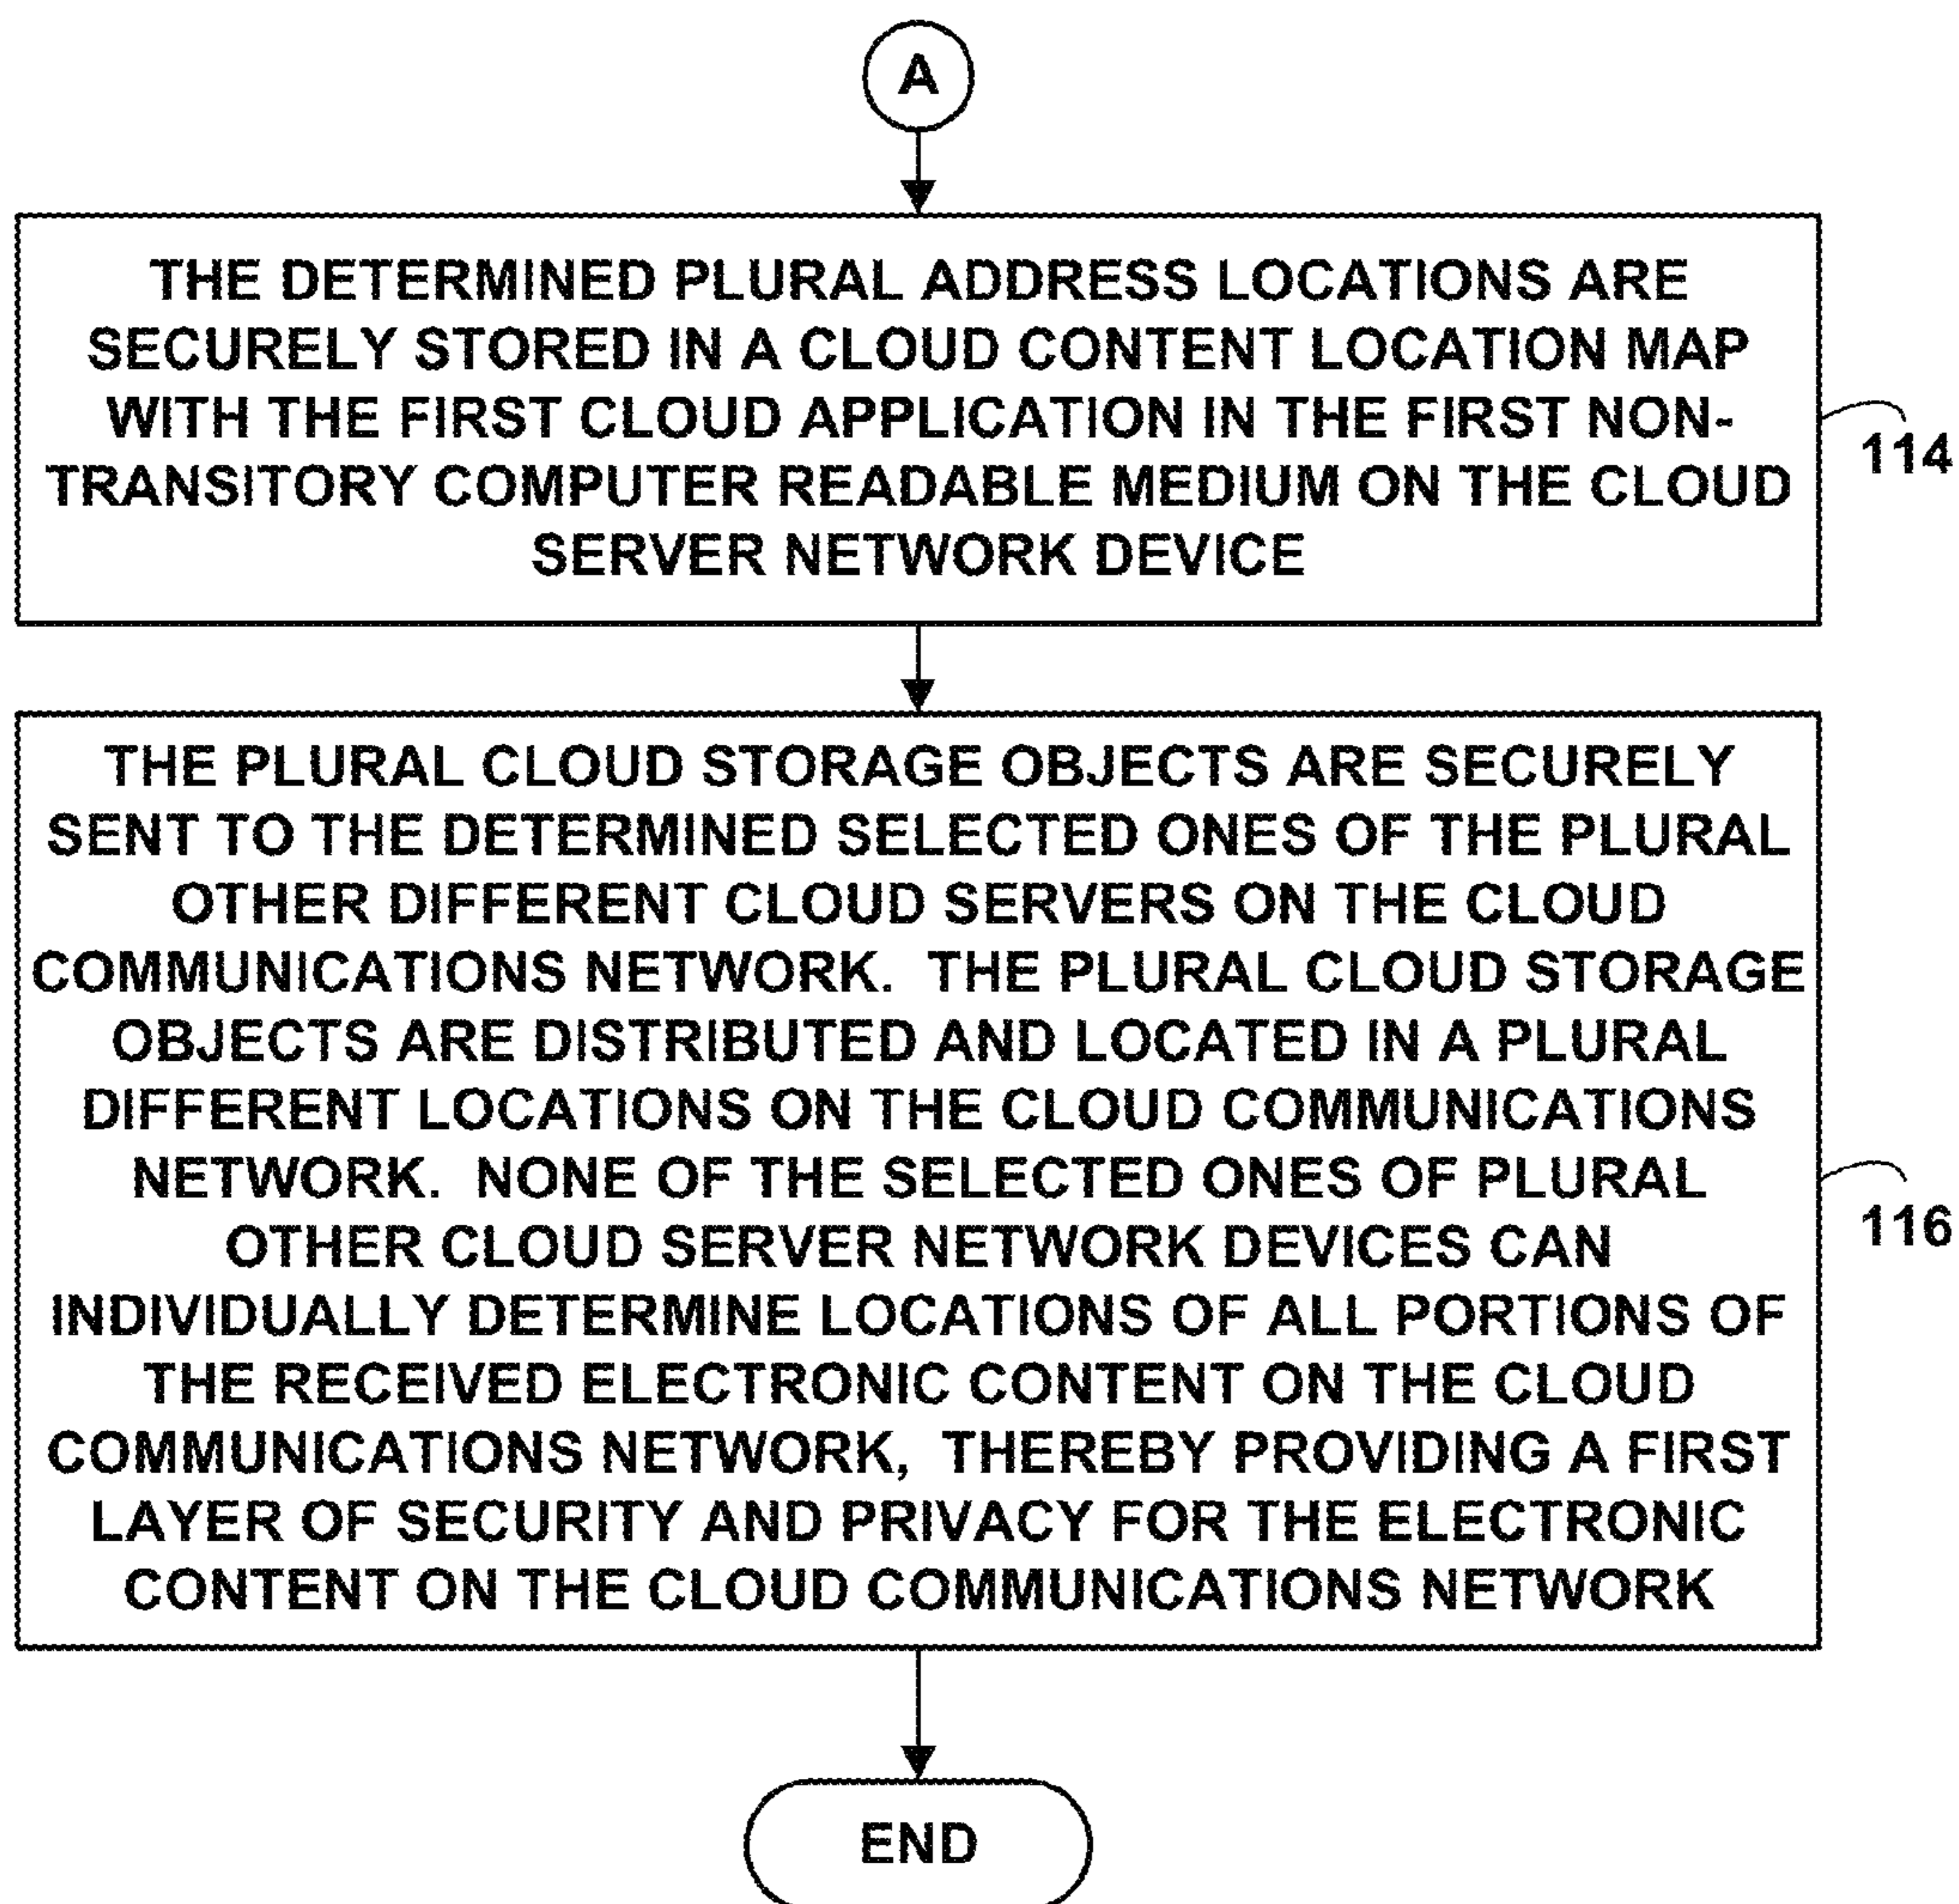 A
THE DETERMINED PLURAL ADDRESS LOCATIONS ARE
SECURELY STORED IN A CLOUD CONTENT LOCATION MAP
WITH THE FIRST CLOUD APPLICATION IN THE FIRST NON-
TRANSITORY COMPUTER READABLE MEDIUM ON THE CLOUD
SERVER NETWORK DEVICE
114
THE PLURAL CLOUD STORAGE OBJECTS ARE SECURELY
SENT TO THE DETERMINED SELECTED ONES OF THE PLURAL
OTHER DIFFERENT CLOUD SERVERS ON THE CLOUD
COMMUNICATIONS NETWORK. THE PLURAL CLOUD STORAGE
OBJECTS ARE DISTRIBUTED AND LOCATED IN A PLURAL
DIFFERENT LOCATIONS ON THE CLOUD COMMUNICATIONS
NETWORK. NONE OF THE SELECTED ONES OF PLURAL
OTHER CLOUD SERVER NETWORK DEVICES CAN
INDIVIDUALLY DETERMINE LOCATIONS OF ALL PORTIONS OF
THE RECEIVED ELECTRONIC CONTENT ON THE CLOUD
COMMUNICATIONS NETWORK, THEREBY PROVIDING A FIRST
LAYER OF SECURITY AND PRIVACY FOR THE ELECTRONIC
CONTENT ON THE CLOUD COMMUNICATIONS NETWORK
116
END